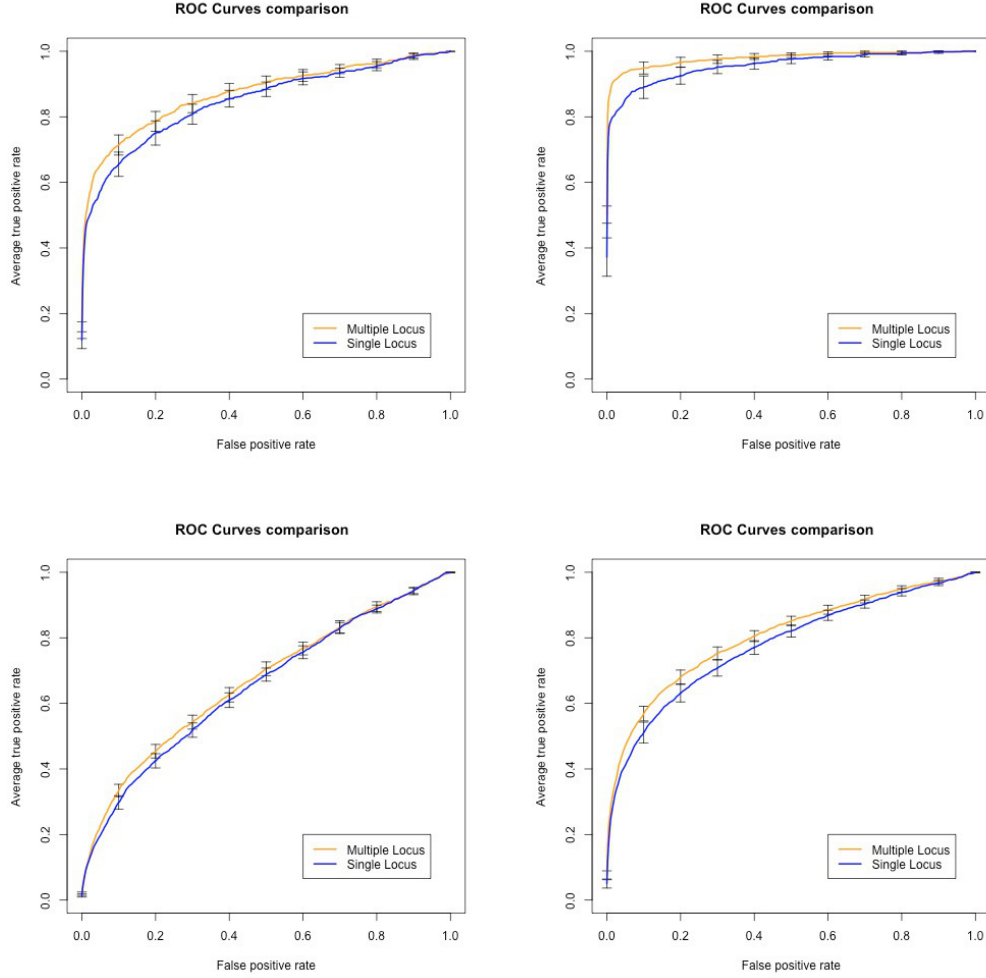 ROC Curves comparison
Average true positive rate
1.0
0.8
0.6
0.4
0.2
0.0
Multiple Locus
Single Locus
0.0 0.2 0.4 0.6 0.8 1.0
False positive rate
ROC Curves comparison
Average true positive rate
1.0
0.8
0.6
0.4
0.2
0.0
Multiple Locus
Single Locus
0.0 0.2 0.4 0.6 0.8 1.0
False positive rate
ROC Curves comparison
Average true positive rate
1.0
0.8
0.6
0.4
0.2
0.0
Multiple Locus
Single Locus
0.0 0.2 0.4 0.6 0.8 1.0
False positive rate
ROC Curves comparison
Average true positive rate
1.0
0.8
0.6
0.4
0.2
0.0
Multiple Locus
Single Locus
0.0 0.2 0.4 0.6 0.8 1.0
False positive rate